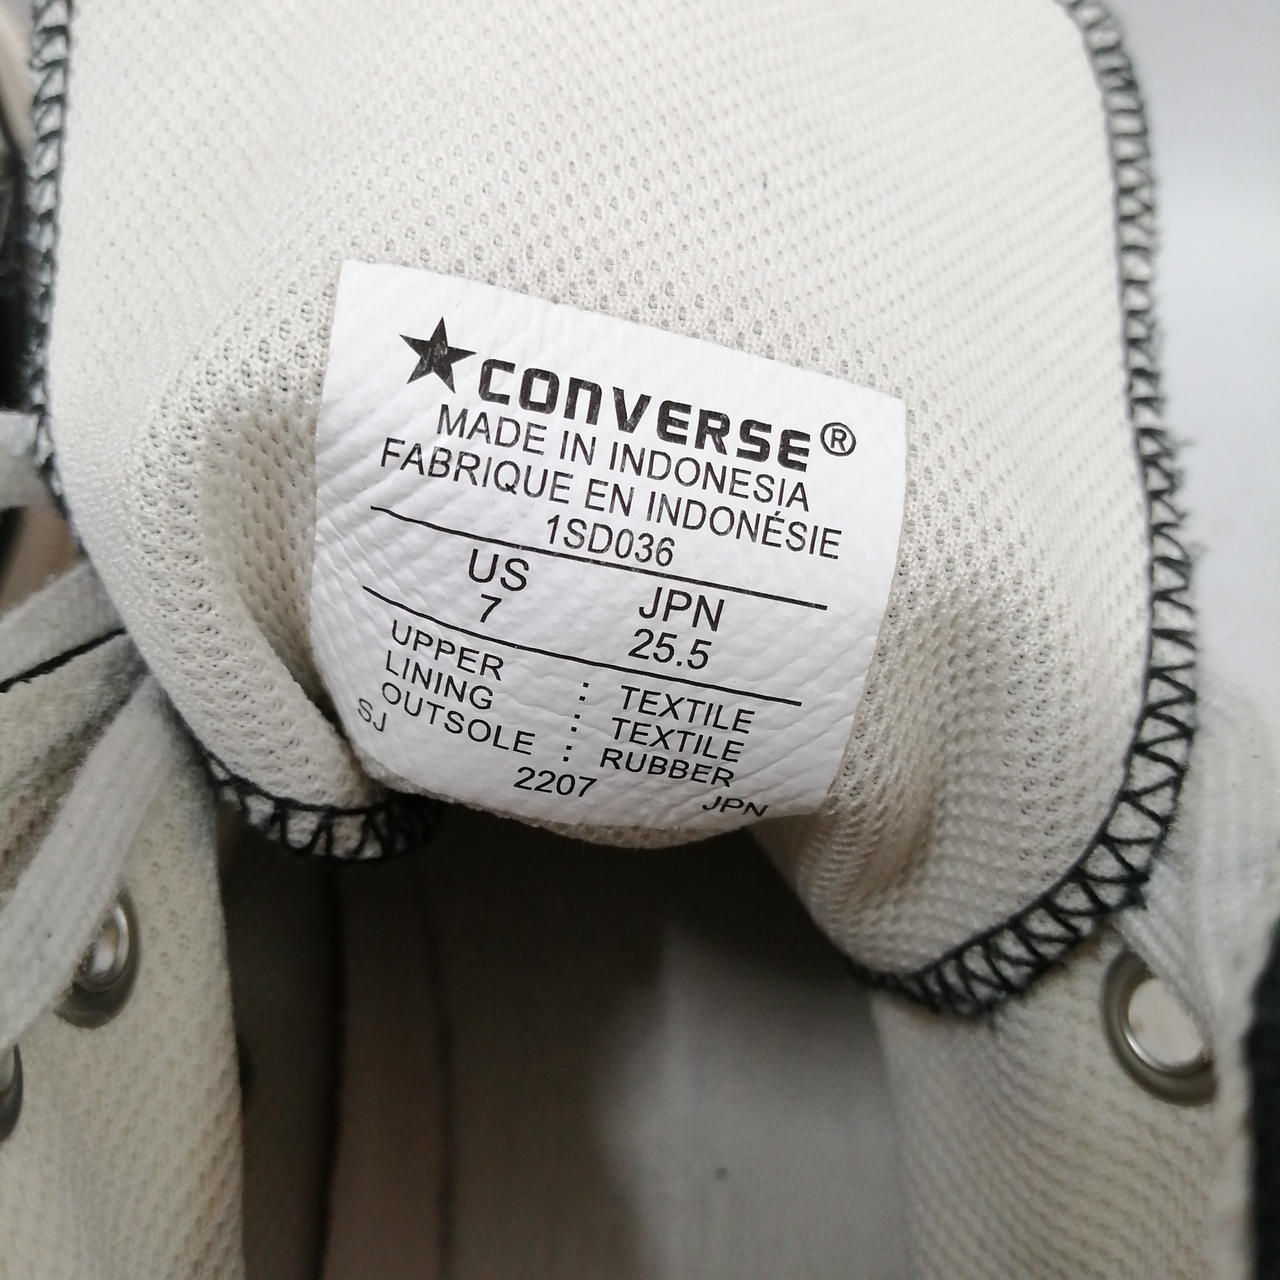 ★CONVERSE®
MADE IN INDONESIA
FABRIQUE EN INDONÉSIE
1SD036
US JPN
7 25.5
UPPER : TEXTILE
LINING : TEXTILE
OUTSOLE : RUBBER
SJ 2207 JPN